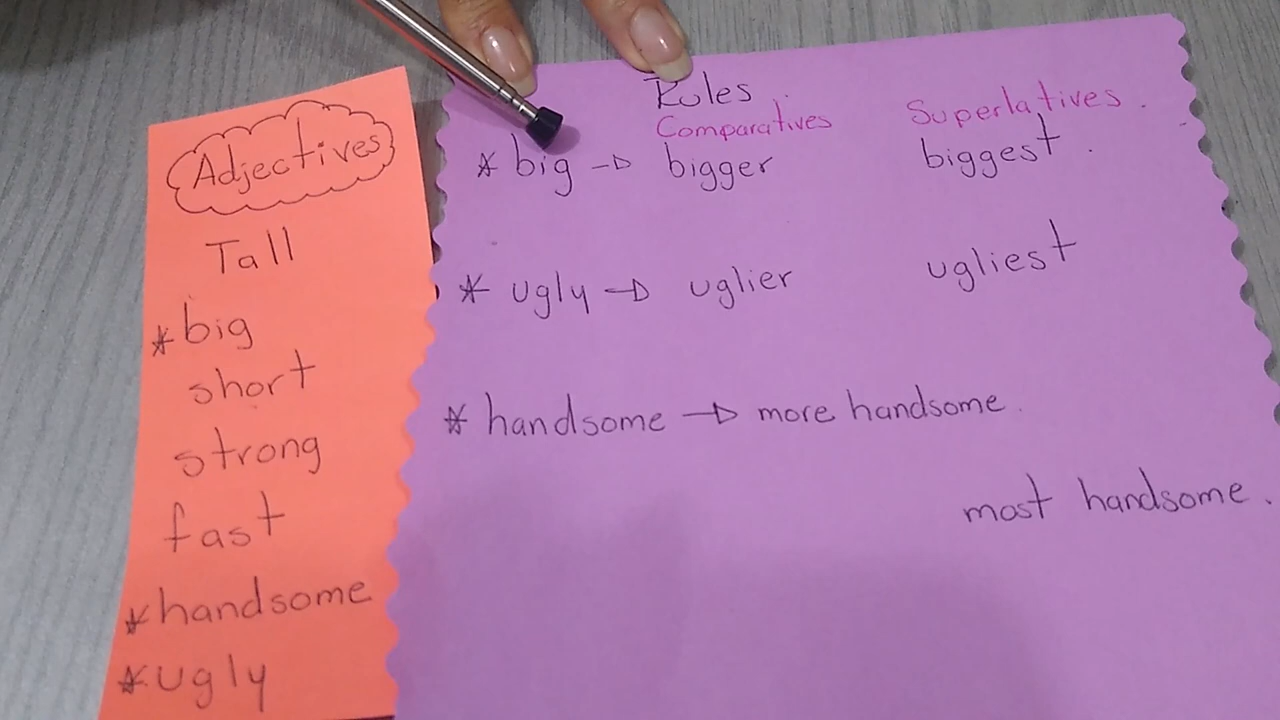 Adjectives
Tall
*big
short
strong
fast
*handsome
*ugly
Rules.
Comparatives Superlatives.
* big → bigger biggest.
* ugly → uglier ugliest
* handsome → more handsome.
most handsome.